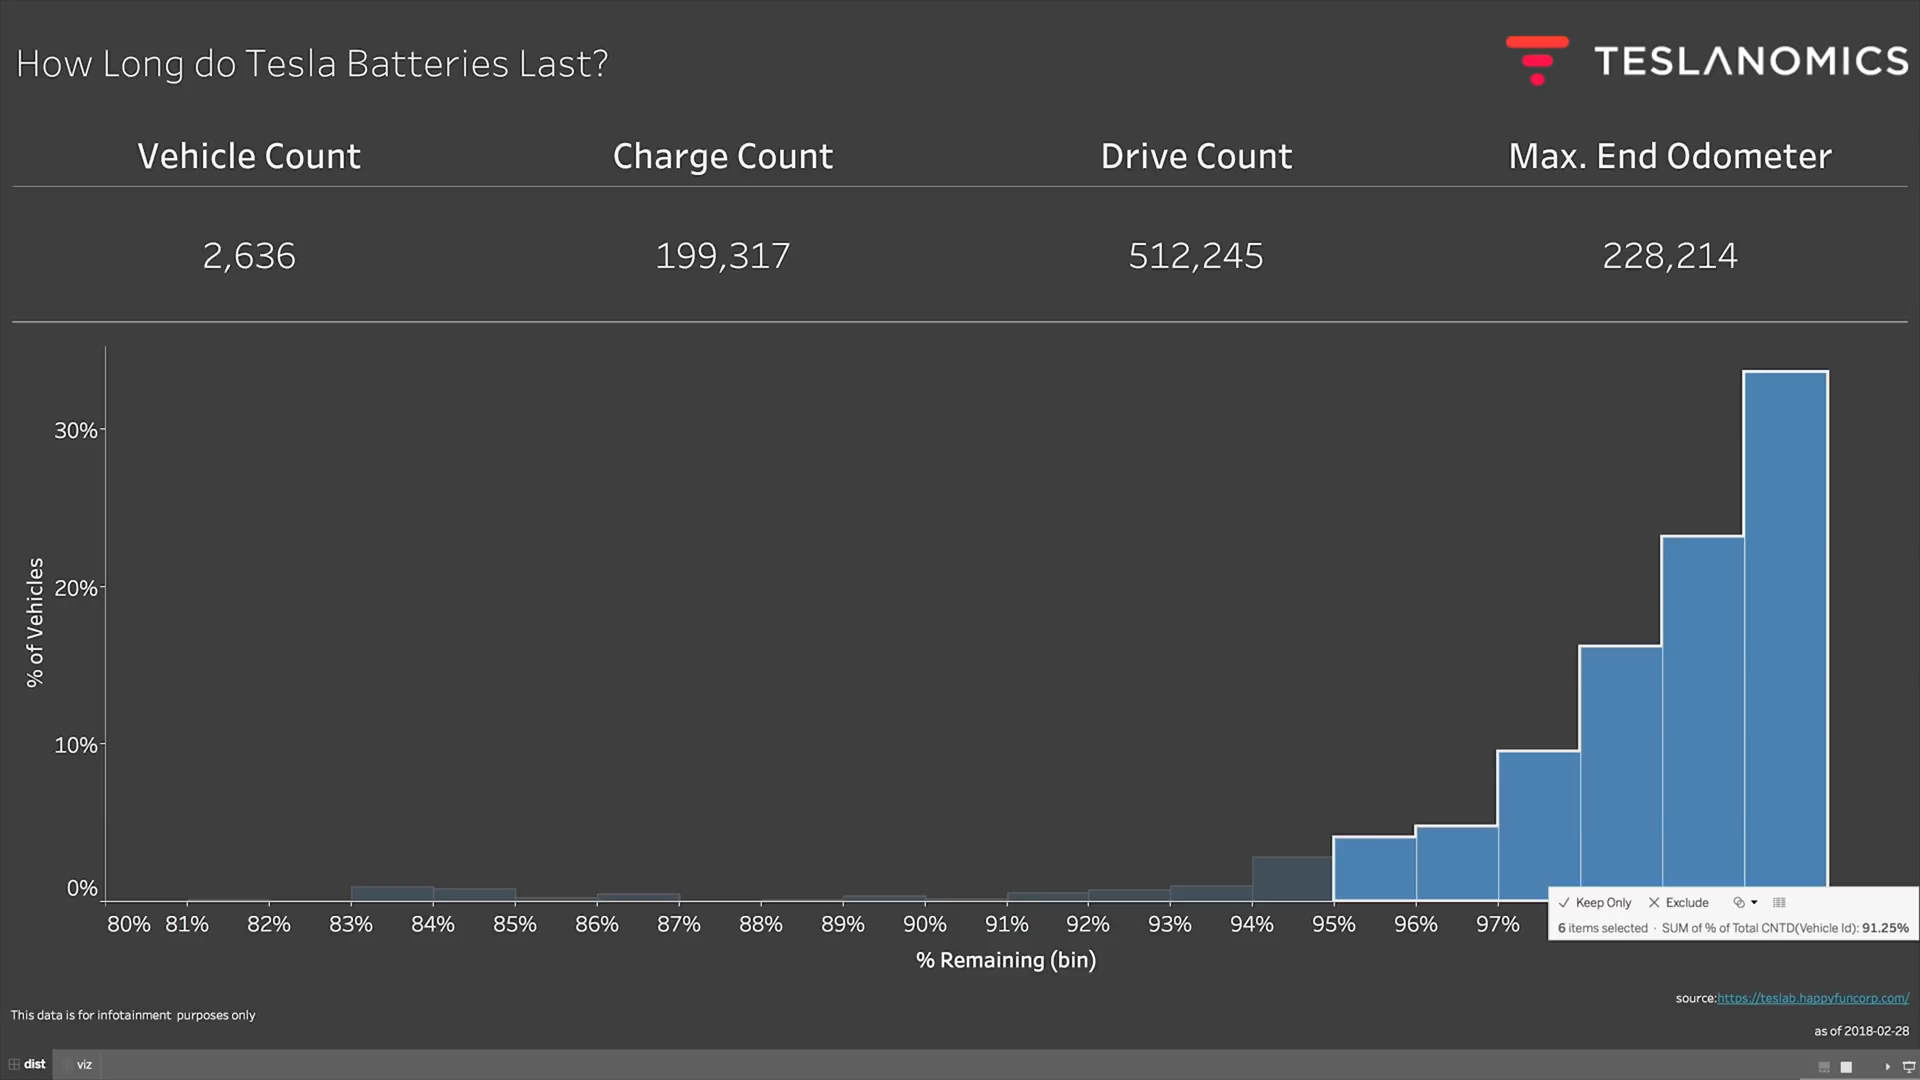 How Long do Tesla Batteries Last?
TESLANOMICS
Vehicle Count Charge Count Drive Count Max. End Odometer
2,636 199,317 512,245 228,214
% of Vehicles
30%
20%
10%
0%
80% 81% 82% 83% 84% 85% 86% 87% 88% 89% 90% 91% 92% 93% 94% 95% 96% 97%
Keep Only Exclude
6 items selected · SUM of % of Total CNTD(Vehicle Id): 91.25%
% Remaining (bin)
source:https://teslab.happyfuncorp.com/
This data is for infotainment purposes only
as of 2018-02-28
dist viz